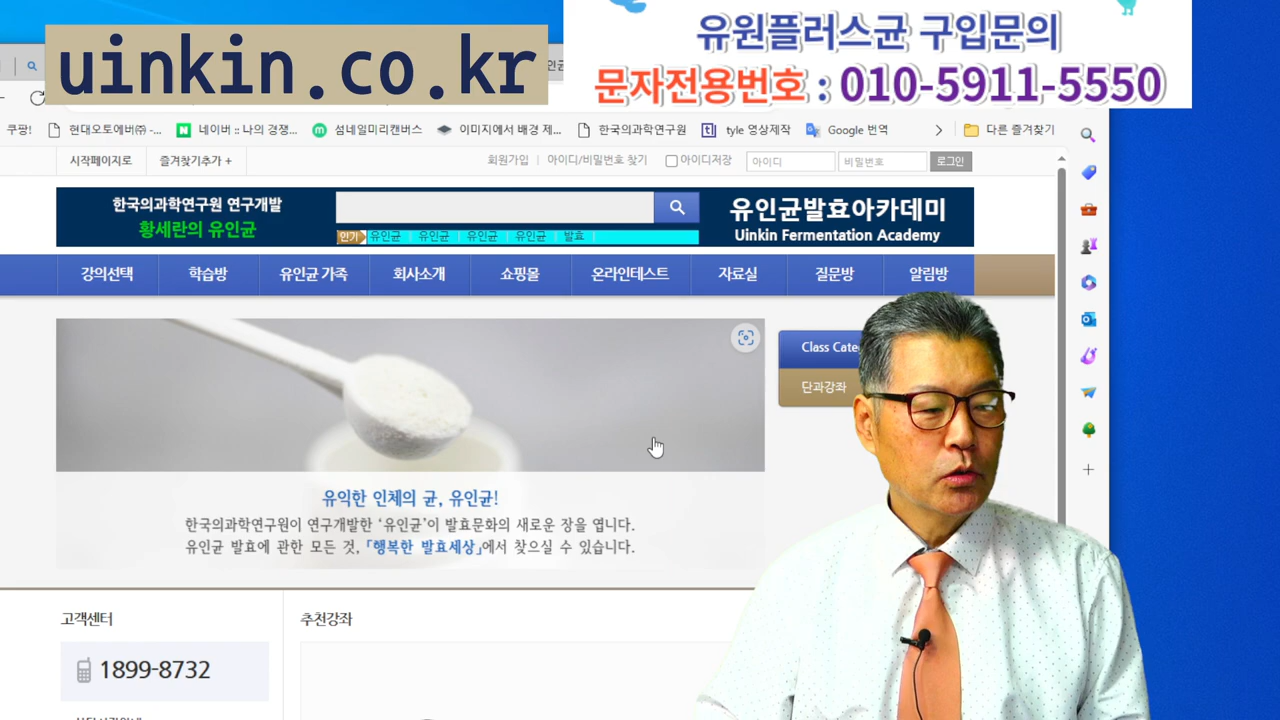 uinkin.co.kr
유원플러스균 구입문의
문자전용번호 : 010-5911-5550
쿠팡!
현대오토에버㈜ -...
네이버 :: 나의 경쟁...
섬네일미리캔버스
이미지에서 배경 제...
한국의과학연구원
tyle 영상제작
Google 번역
다른 즐겨찾기
시작페이지로
즐겨찾기추가 +
회원가입
아이디/비밀번호 찾기
아이디저장
아이디
비밀번호
로그인
한국의과학연구원 연구개발
황세란의 유인균
인기
유인균 유인균 유인균 유인균 발효
유인균발효아카데미
Uinkin Fermentation Academy
강의선택
학습방
유인균 가족
회사소개
쇼핑몰
온라인테스트
자료실
질문방
알림방
Class Cate
단과강좌
유익한 인체의 균, 유인균!
한국의과학연구원이 연구개발한 '유인균'이 발효문화의 새로운 장을 엽니다.
유인균 발효에 관한 모든 것, 「행복한 발효세상」에서 찾으실 수 있습니다.
고객센터
추천강좌
1899-8732